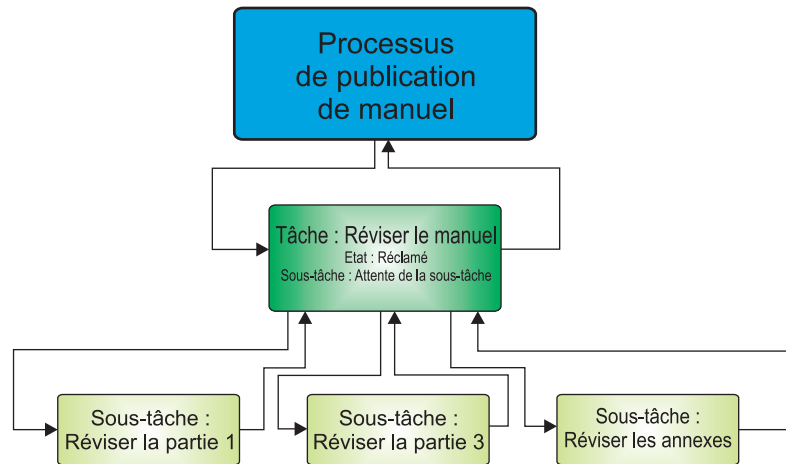 Processus
de publication
de manuel
Tâche : Réviser le manuel
Etat : Réclamé
Sous-tâche : Attente de la sous-tâche
Sous-tâche :
Réviser la partie 1
Sous-tâche :
Réviser la partie 3
Sous-tâche :
Réviser les annexes